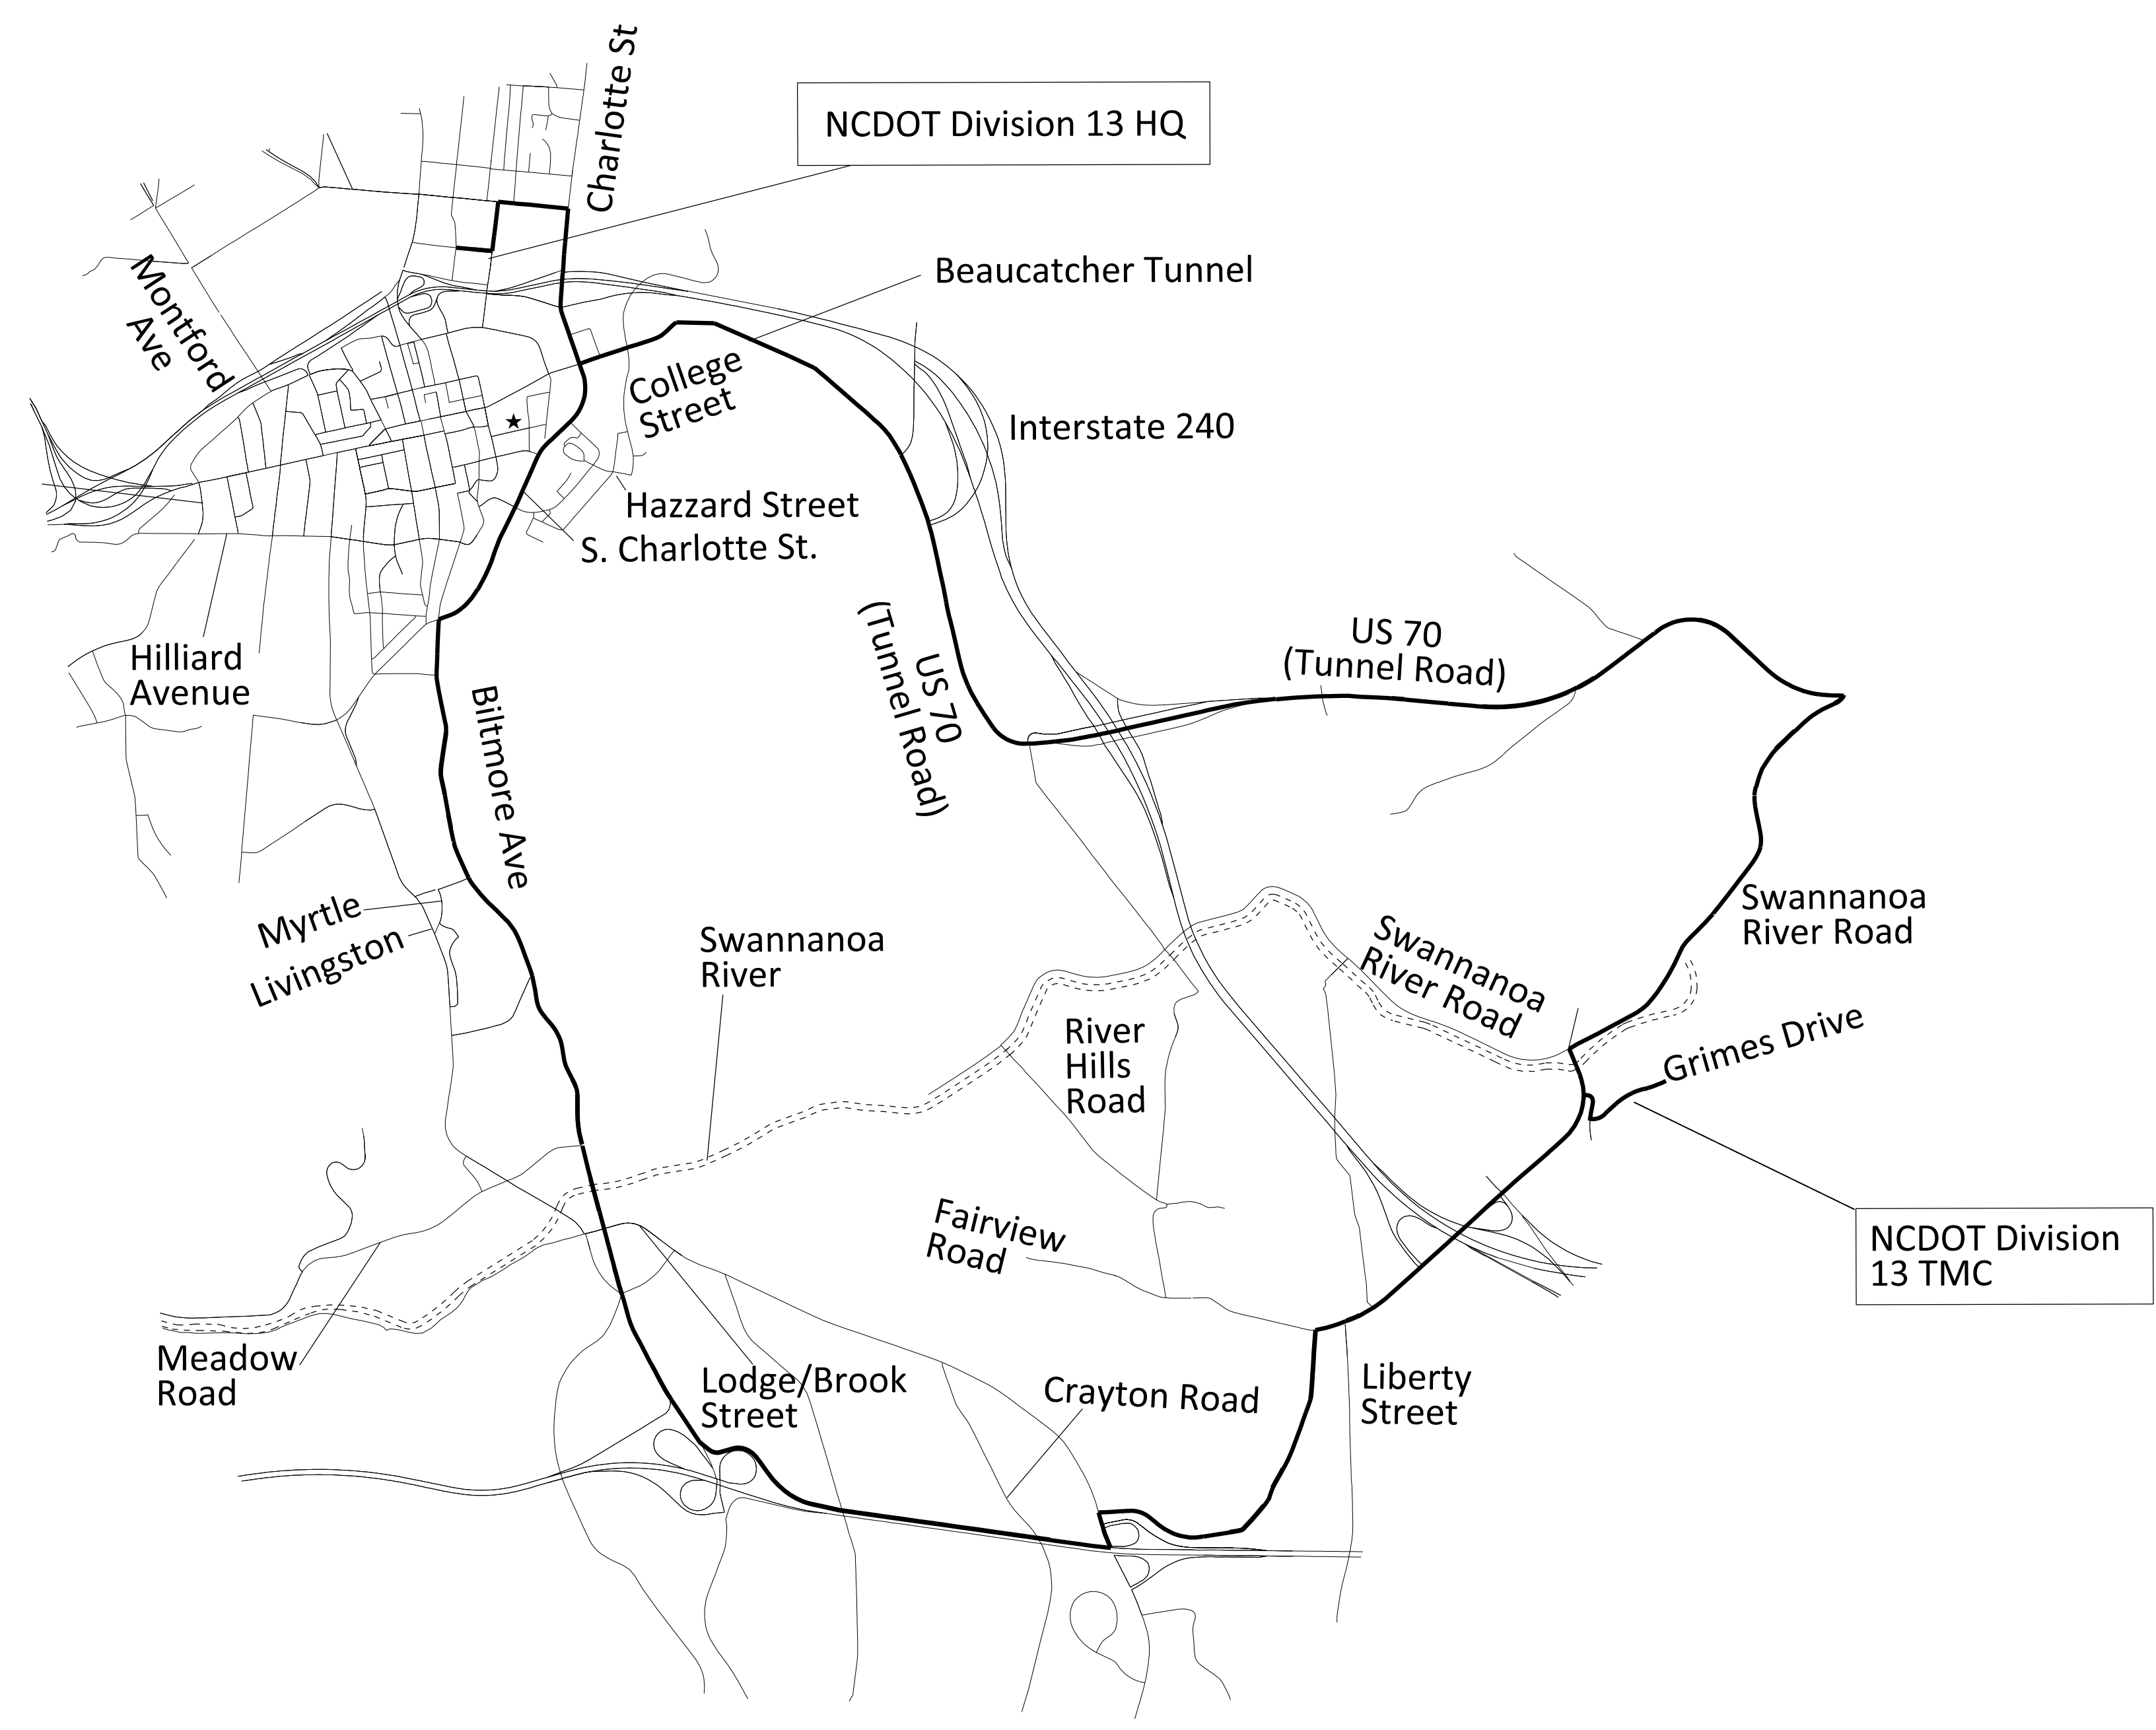 Charlotte St
NCDOT Division 13 HQ
Beaucatcher Tunnel
Montford
Ave
College
Street
Interstate 240
Hazzard Street
S. Charlotte St.
Hilliard
Avenue
US 70
(Tunnel Road)
US 70
(Tunnel Road)
Biltmore Ave
Myrtle
Livingston
Swannanoa
River
Swannanoa
River Road
Swannanoa
River Road
River
Hills
Road
Grimes Drive
Fairview
Road
NCDOT Division
13 TMC
Meadow
Road
Lodge/Brook
Street
Crayton Road
Liberty
Street